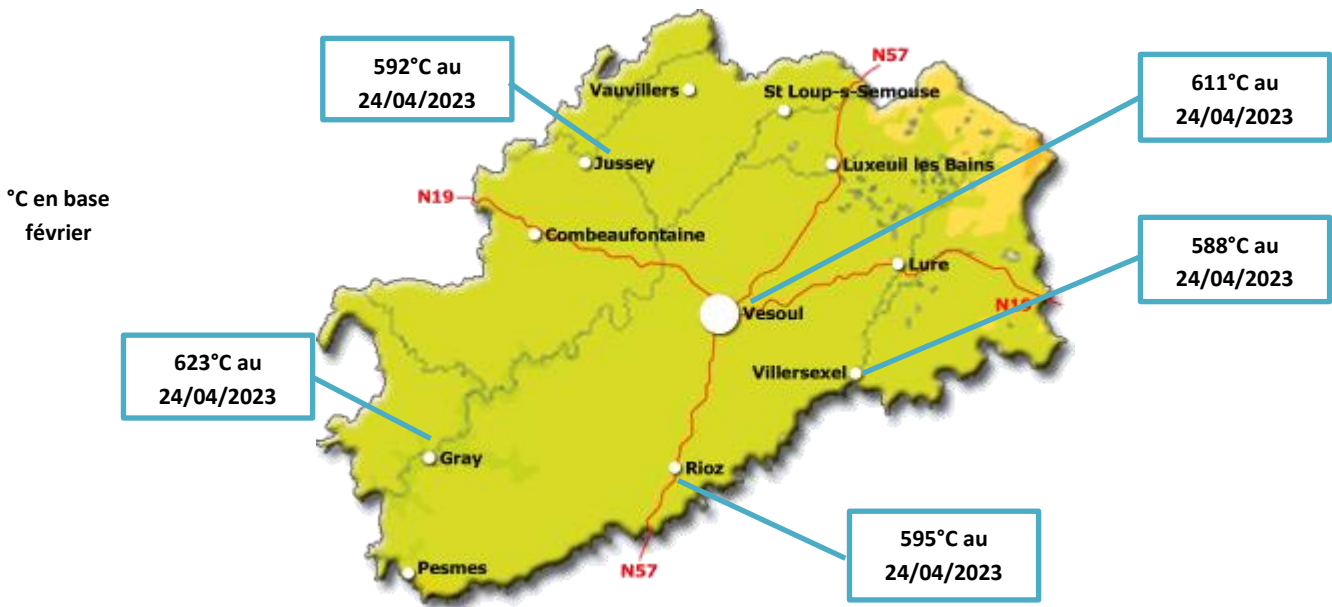 592°C au
24/04/2023
N57
611°C au
24/04/2023
Vauvillers
St Loup-s-Semouse
Jussey
Luxeuil les Bains
°C en base
février
N19
Combeaufontaine
588°C au
24/04/2023
Lure
N19
Vesoul
623°C au
24/04/2023
Villersexel
Gray
Rioz
595°C au
24/04/2023
Pesmes
N57